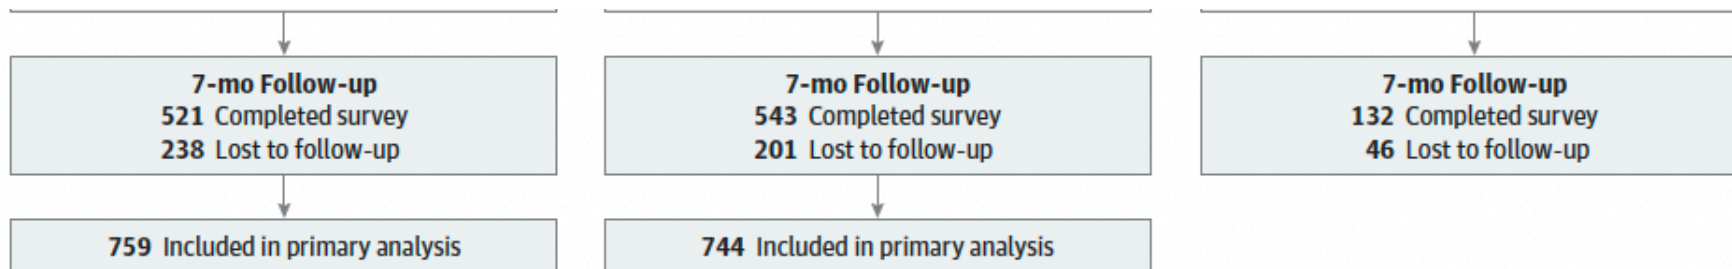 7-mo Follow-up
521 Completed survey
238 Lost to follow-up
759 Included in primary analysis
7-mo Follow-up
543 Completed survey
201 Lost to follow-up
744 Included in primary analysis
7-mo Follow-up
132 Completed survey
46 Lost to follow-up